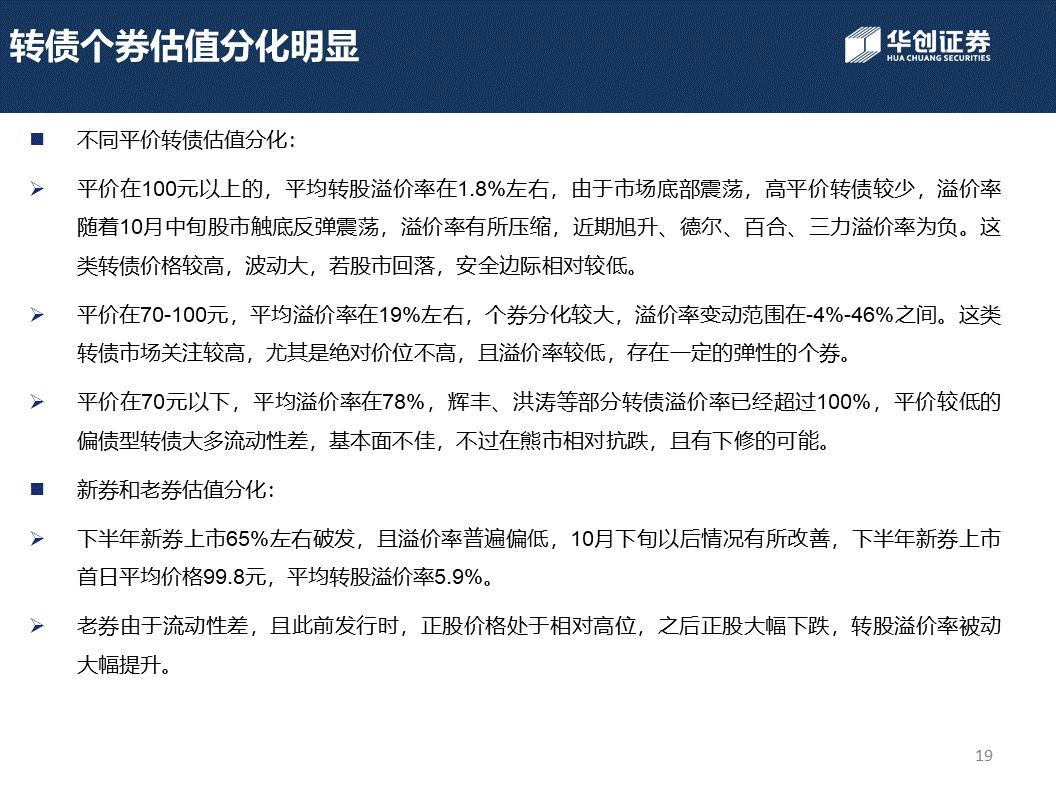 转债个券估值分化明显
华创证券
HUA CHUANG SECURITIES
不同平价转债估值分化：
平价在100元以上的，平均转股溢价率在1.8%左右，由于市场底部震荡，高平价转债较少，溢价率
随着10月中旬股市触底反弹震荡，溢价率有所压缩，近期旭升、德尔、百合、三力溢价率为负。这
类转债价格较高，波动大，若股市回落，安全边际相对较低。
平价在70-100元，平均溢价率在19%左右，个券分化较大，溢价率变动范围在-4%-46%之间。这类
转债市场关注较高，尤其是绝对价位不高，且溢价率较低，存在一定的弹性的个券。
平价在70元以下，平均溢价率在78%，辉丰、洪涛等部分转债溢价率已经超过100%，平价较低的
偏债型转债大多流动性差，基本面不佳，不过在熊市相对抗跌，且有下修的可能。
新券和老券估值分化：
下半年新券上市65%左右破发，且溢价率普遍偏低，10月下旬以后情况有所改善，下半年新券上市
首日平均价格99.8元，平均转股溢价率5.9%。
老券由于流动性差，且此前发行时，正股价格处于相对高位，之后正股大幅下跌，转股溢价率被动
大幅提升。
19